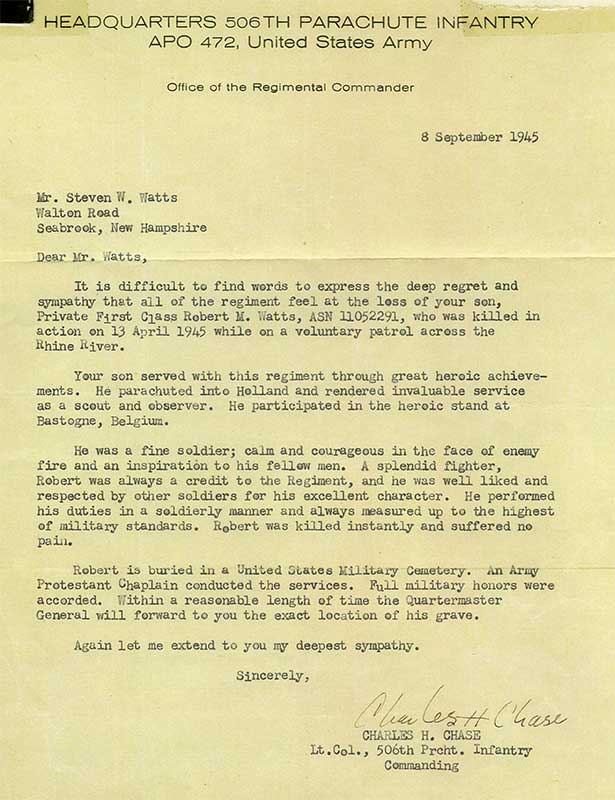 HEADQUARTERS 506TH PARACHUTE INFANTRY
APO 472, United States Army
Office of the Regimental Commander
8 September 1945
Mr. Steven W. Watts
Walton Road
Seabrook, New Hampshire
Dear Mr. Watts,
It is difficult to find words to express the deep regret and
sympathy that all of the regiment feel at the loss of your son,
Private First Class Robert M. Watts, ASN 11052291, who was killed in
action on 13 April 1945 while on a voluntary patrol across the
Rhine River.
Your son served with this regiment through great heroic achieve-
ments. He parachuted into Holland and rendered invaluable service
as a scout and observer. He participated in the heroic stand at
Bastogne, Belgium.
He was a fine soldier; calm and courageous in the face of enemy
fire and an inspiration to his fellow men. A splendid fighter,
Robert was always a credit to the Regiment, and he was well liked and
respected by other soldiers for his excellent character. He performed
his duties in a soldierly manner and always measured up to the highest
of military standards. Robert was killed instantly and suffered no
pain.
Robert is buried in a United States Military Cemetery. An Army
Protestant Chaplain conducted the services. Full military honors were
accorded. Within a reasonable length of time the Quartermaster
General will forward to you the exact location of his grave.
Again let me extend to you my deepest sympathy.
Sincerely,
Charles H Chase
CHARLES H. CHASE
Lt.Col., 506th Prcht. Infantry
Commanding